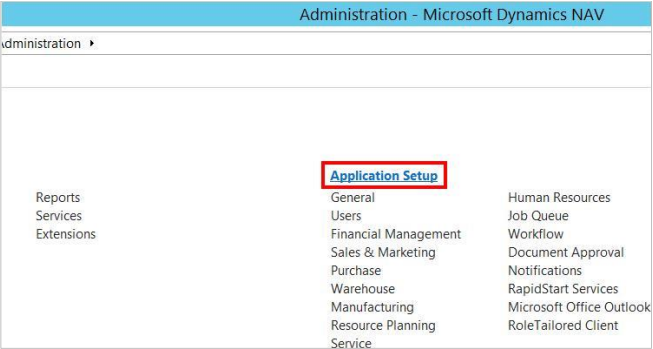 Administration - Microsoft Dynamics NAV
Administration
Application Setup
Reports
Services
Extensions
General
Users
Financial Management
Sales & Marketing
Purchase
Warehouse
Manufacturing
Resource Planning
Service
Human Resources
Job Queue
Workflow
Document Approval
Notifications
RapidStart Services
Microsoft Office Outlook
RoleTailored Client